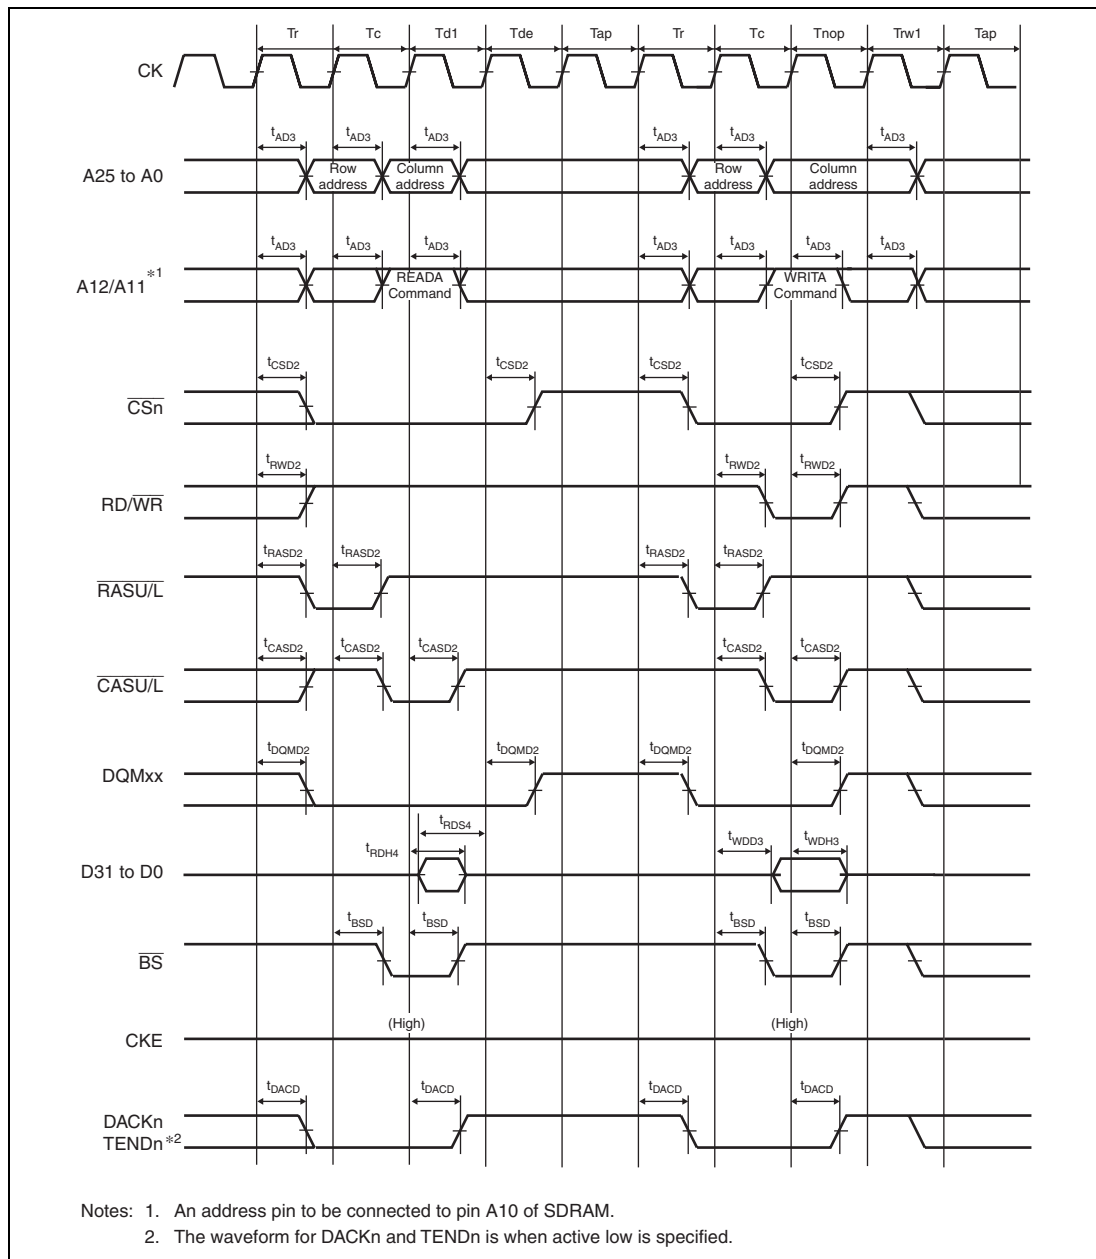 Tr Tc Td1 Tde Tap Tr Tc Tnop Trw1 Tap
CK
tAD3 tAD3 tAD3 tAD3 tAD3 tAD3
A25 to A0 Row address Column address Row address Column address
tAD3 tAD3 tAD3 tAD3 tAD3 tAD3 tAD3
A12/A11 *1 READA Command WRITA Command
tCSD2 tCSD2 tCSD2 tCSD2
CSn
tRWD2 tRWD2 tRWD2
RD/WR
tRASD2 tRASD2 tRASD2 tRASD2
RASU/L
tCASD2 tCASD2 tCASD2 tCASD2 tCASD2
CASU/L
tDQMD2 tDQMD2 tDQMD2 tDQMD2
DQMxx
tRDS4
tRDH4 tWDD3 tWDH3
D31 to D0
tBSD tBSD tBSD tBSD
BS
(High) (High)
CKE
tDACD tDACD tDACD tDACD
DACKn
TENDn *2
Notes: 1. An address pin to be connected to pin A10 of SDRAM.
2. The waveform for DACKn and TENDn is when active low is specified.